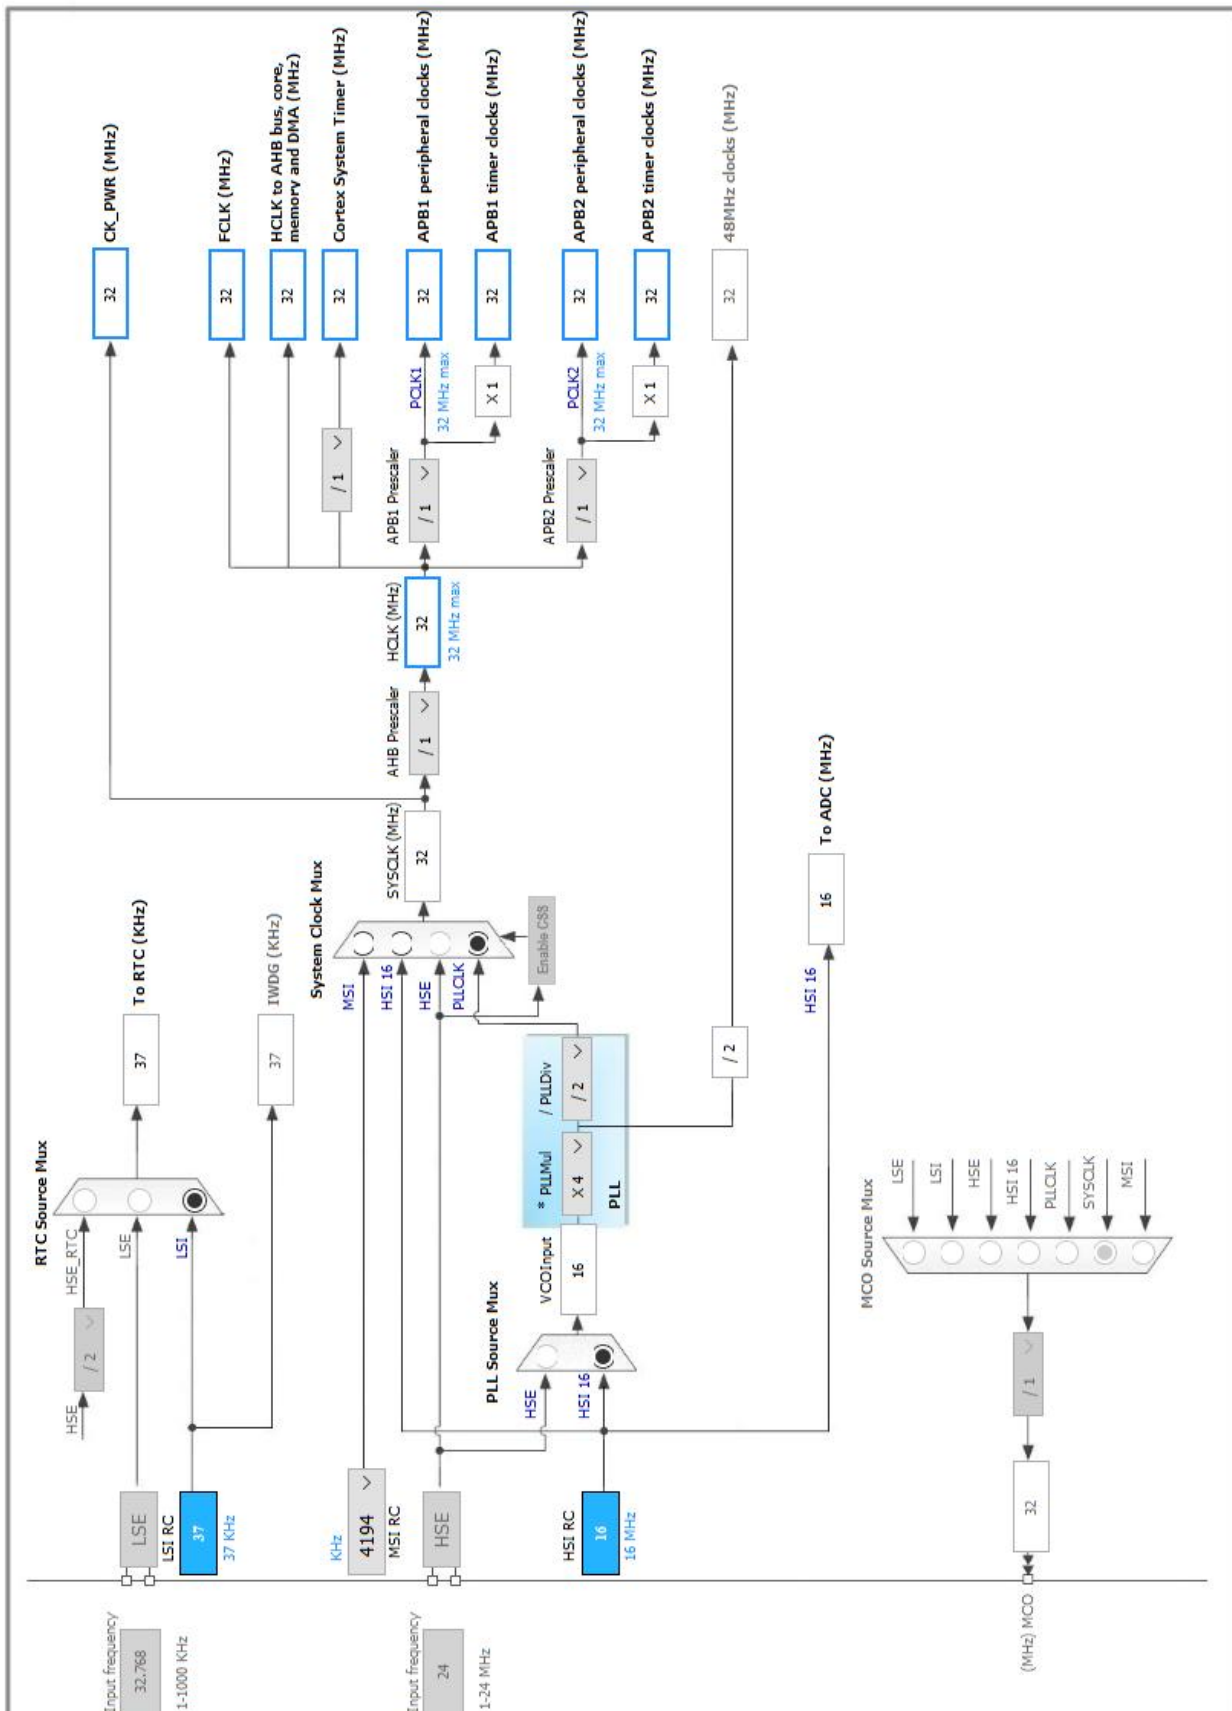 RTC Source Mux
HSE
/ 2
HSE_RTC
Input frequency
32.768
1-1000 KHz
LSE
LSE
To RTC (KHz)
37
LSI RC
37
37 KHz
LSI
IWDG (KHz)
37
System Clock Mux
KHz
4194
MSI RC
MSI
HSI 16
HSE
PLLCLK
Input frequency
24
1-24 MHz
HSE
Enable CSS
SYSCLK (MHz)
32
AHB Prescaler
/ 1
HCLK (MHz)
32
32 MHz max
CK_PWR (MHz)
32
FCLK (MHz)
32
HCLK to AHB bus, core,
memory and DMA (MHz)
32
Cortex System Timer (MHz)
/ 1
32
APB1 Prescaler
/ 1
PCLK1
32 MHz max
APB1 peripheral clocks (MHz)
32
X 1
APB1 timer clocks (MHz)
32
APB2 Prescaler
/ 1
PCLK2
32 MHz max
APB2 peripheral clocks (MHz)
32
X 1
APB2 timer clocks (MHz)
32
48MHz clocks (MHz)
32
/ 2
PLL Source Mux
HSE
HSI 16
HSI RC
16
16 MHz
VCOInput
16
* PLLMul
X 4
/ PLLDiv
/ 2
PLL
HSI 16
To ADC (MHz)
16
MCO Source Mux
LSE
LSI
HSE
HSI 16
PLLCLK
SYSCLK
MSI
/ 1
32
(MHz) MCO